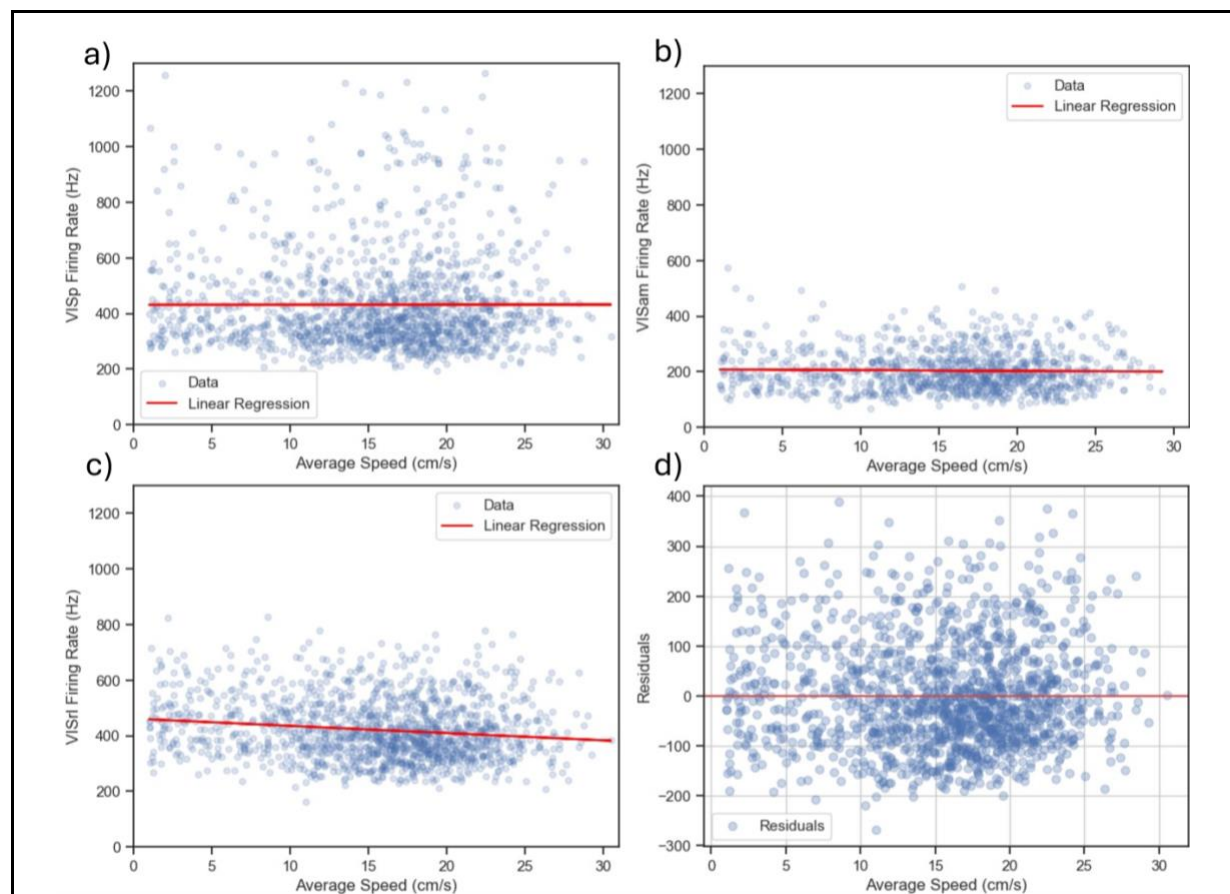 a)
1200
1000
800
600
400
200
0
VISp Firing Rate (Hz)
Data
Linear Regression
0 5 10 15 20 25 30
Average Speed (cm/s)
b)
1200
1000
800
600
400
200
0
VISam Firing Rate (Hz)
Data
Linear Regression
0 5 10 15 20 25 30
Average Speed (cm/s)
c)
1200
1000
800
600
400
200
0
VISrl Firing Rate (Hz)
Data
Linear Regression
0 5 10 15 20 25 30
Average Speed (cm/s)
d)
400
300
200
100
0
−100
−200
−300
Residuals
Residuals
0 5 10 15 20 25 30
Average Speed (cm/s)